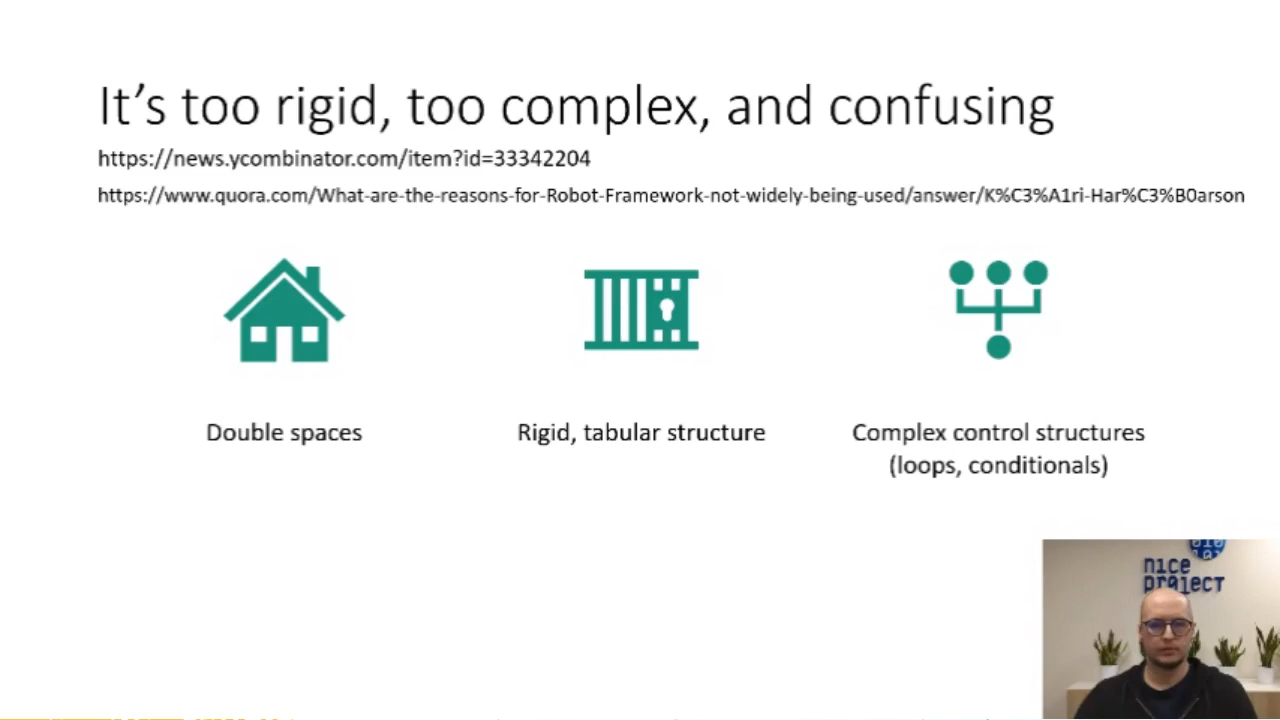 It's too rigid, too complex, and confusing
https://news.ycombinator.com/item?id=33342204
https://www.quora.com/What-are-the-reasons-for-Robot-Framework-not-widely-being-used/answer/K%C3%A1ri-Har%C3%B0arson
Double spaces
Rigid, tabular structure
Complex control structures
(loops, conditionals)
010
101
nice
project